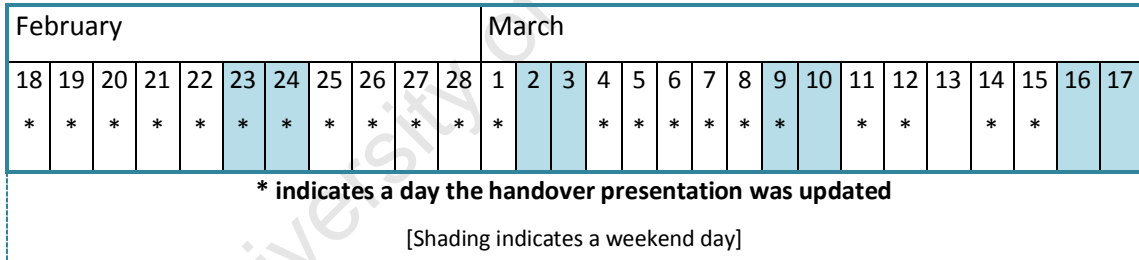 February March
18 19 20 21 22 23 24 25 26 27 28 1 2 3 4 5 6 7 8 9 10 11 12 13 14 15 16 17
* * * * * * * * * * * * * * * * * * * * * *
* indicates a day the handover presentation was updated
[Shading indicates a weekend day]